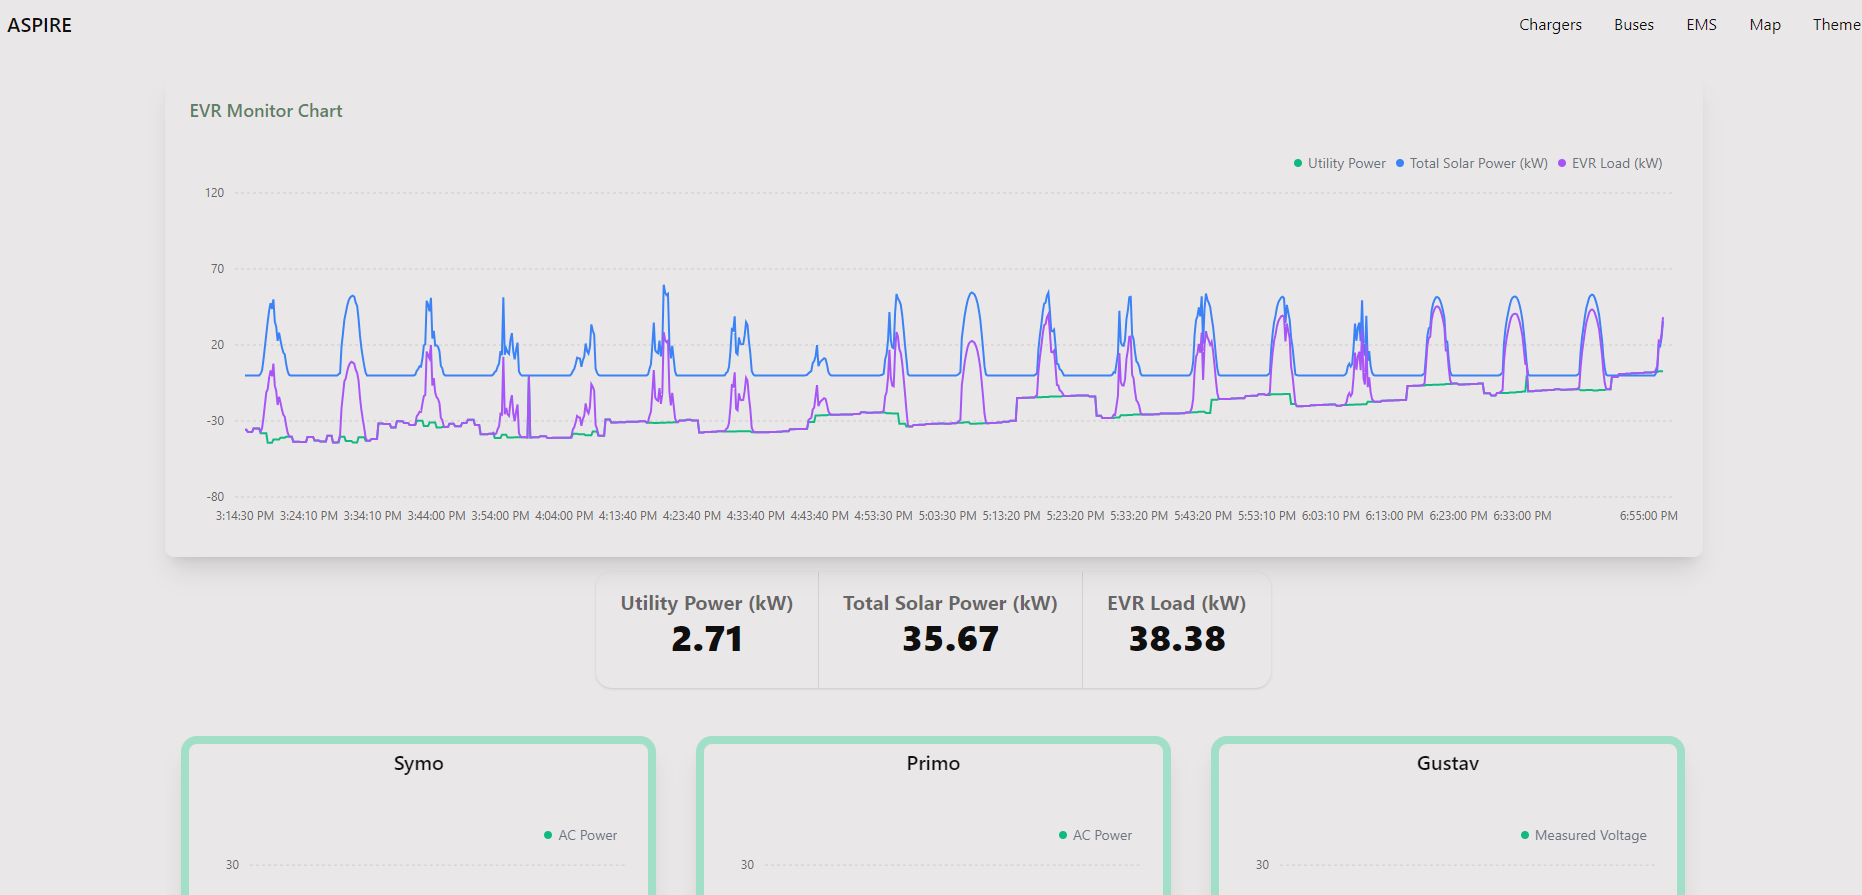 ASPIRE
Chargers Buses EMS Map Theme
EVR Monitor Chart
Utility Power Total Solar Power (kW) EVR Load (kW)
120
70
20
-30
-80
3:14:30 PM 3:24:10 PM 3:34:10 PM 3:44:00 PM 3:54:00 PM 4:04:00 PM 4:13:40 PM 4:23:40 PM 4:33:40 PM 4:43:40 PM 4:53:30 PM 5:03:30 PM 5:13:20 PM 5:23:20 PM 5:33:20 PM 5:43:20 PM 5:53:10 PM 6:03:10 PM 6:13:00 PM 6:23:00 PM 6:33:00 PM 6:55:00 PM
Utility Power (kW) Total Solar Power (kW) EVR Load (kW)
2.71 35.67 38.38
Symo Primo Gustav
AC Power AC Power Measured Voltage
30 30 30